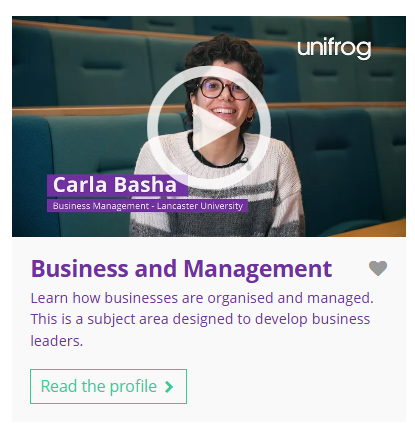 unifrog
Carla Basha
Business Management - Lancaster University
Business and Management
Learn how businesses are organised and managed.
This is a subject area designed to develop business
leaders.
Read the profile